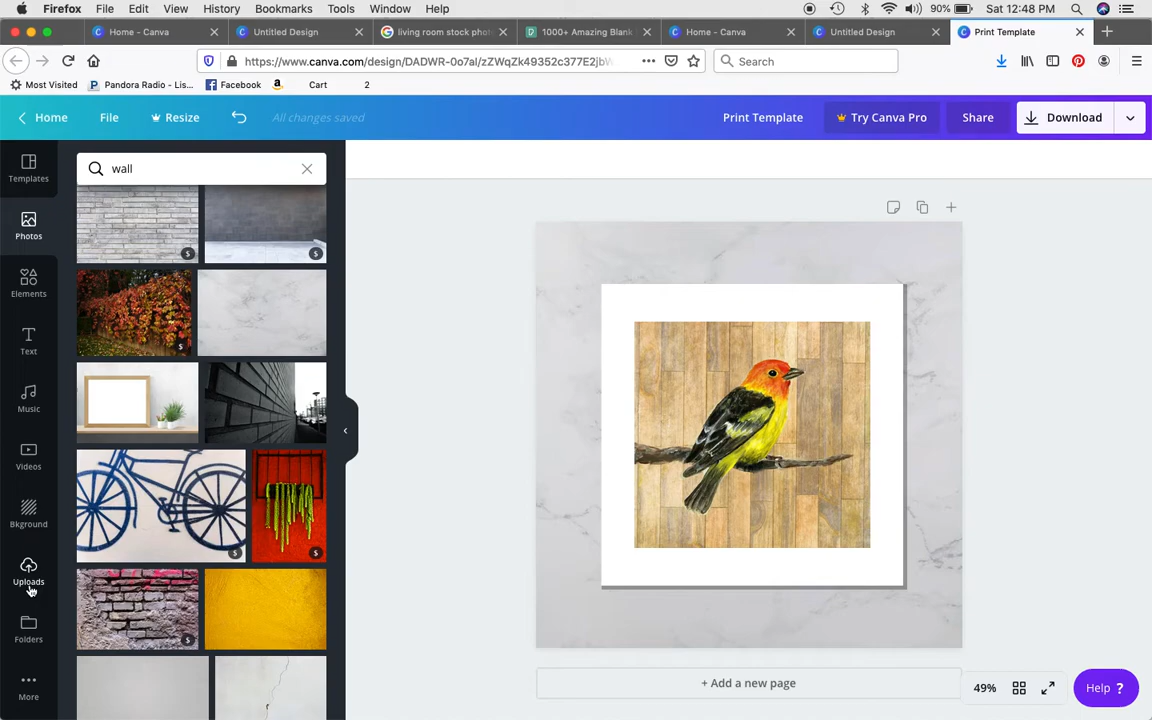 Firefox File Edit View History Bookmarks Tools Window Help 90% Sat 12:48 PM
Home - Canva Untitled Design living room stock phot 1000+ Amazing Blank Home - Canva Untitled Design Print Template
https://www.canva.com/design/DADWR-0o7al/zZWqZk49352c377E2jbW Search
Most Visited Pandora Radio - Lis... Facebook Cart 2
Home File Resize All changes saved Print Template Try Canva Pro Share Download
Templates
wall
Photos
Elements
Text
Music
Videos
Bkground
Uploads
Folders
More
$ $
$
$ $
$
+ Add a new page
49% Help ?